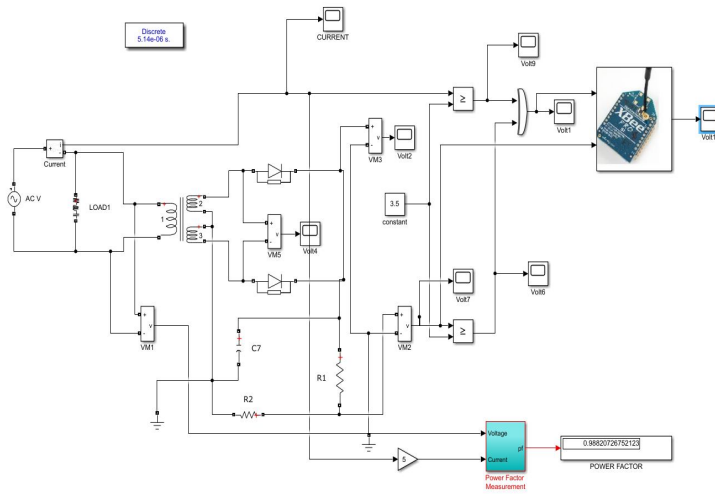 Discrete
5.14e-06 s.
CURRENT
Volt9
≥
Volt1
XBee
Volt1
i
+
-
Current
AC V
LOAD1
1
2
3
+
-
v
VM5
Volt4
+
-
v
VM3
Volt2
3.5
constant
Volt7
Volt6
+
-
v
VM1
+
-
v
VM2
≥
C7
R1
R2
5
Voltage
Current
pf
Power Factor
Measurement
0.98820726752123
POWER FACTOR